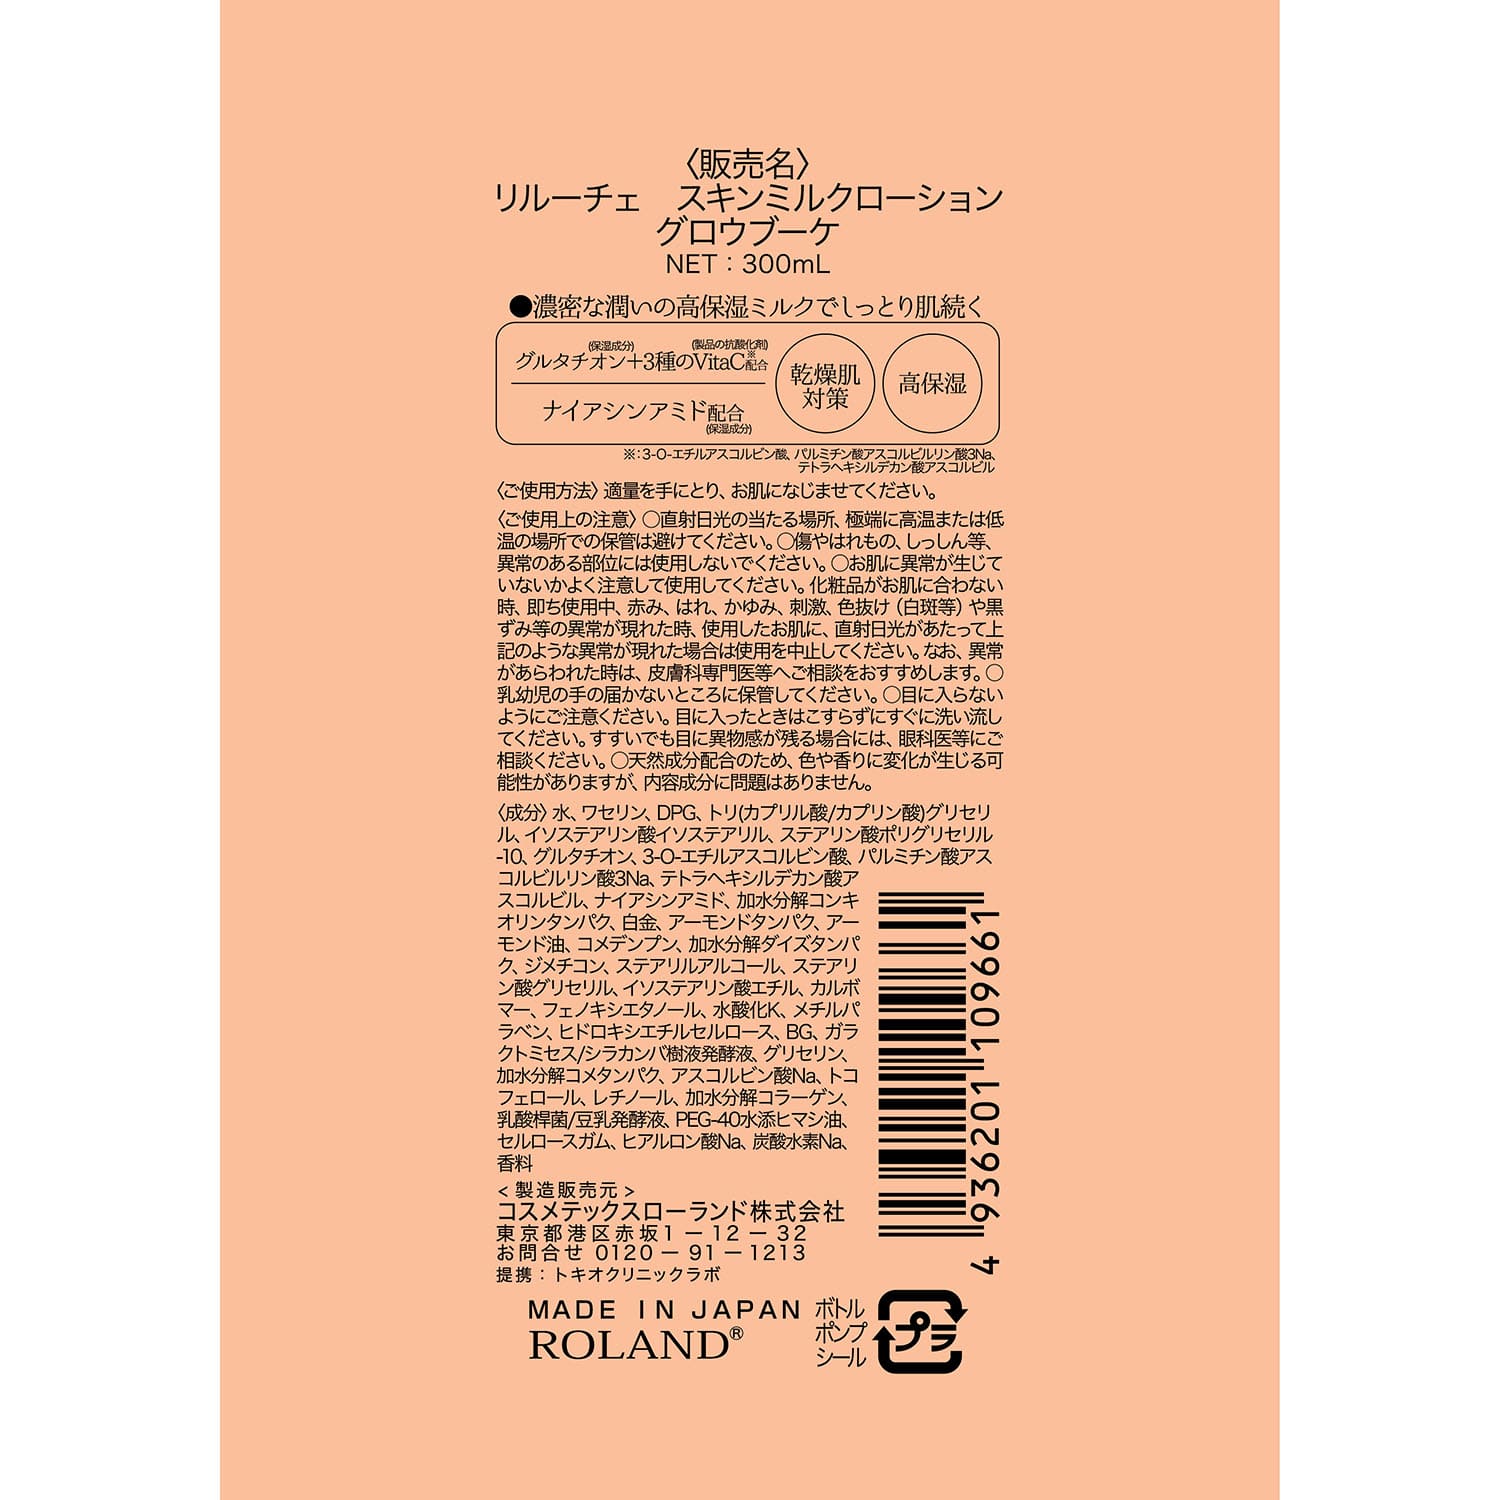 〈販売名〉
リルーチェ　スキンミルクローション
グロウブーケ
NET：300mL
●濃密な潤いの高保湿ミルクでしっとり肌続く
(保湿成分) (製品の抗酸化剤)
グルタチオン+3種のVitaC※配合
ナイアシンアミド配合
(保湿成分)
乾燥肌
対策
高保湿
※：3-O-エチルアスコルビン酸、パルミチン酸アスコルビルリン酸3Na、
テトラヘキシルデカン酸アスコルビル
〈ご使用方法〉適量を手にとり、お肌になじませてください。
〈ご使用上の注意〉○直射日光の当たる場所、極端に高温または低
温の場所での保管は避けてください。○傷やはれもの、しっしん等、
異常のある部位には使用しないでください。○お肌に異常が生じて
いないかよく注意して使用してください。化粧品がお肌に合わない
時、即ち使用中、赤み、はれ、かゆみ、刺激、色抜け（白斑等）や黒
ずみ等の異常が現れた時、使用したお肌に、直射日光があたって上
記のような異常が現れた場合は使用を中止してください。なお、異常
があらわれた時は、皮膚科専門医等へご相談をおすすめします。○
乳幼児の手の届かないところに保管してください。○目に入らない
ようにご注意ください。目に入ったときはこすらずにすぐに洗い流し
てください。すすいでも目に異物感が残る場合には、眼科医等にご
相談ください。○天然成分配合のため、色や香りに変化が生じる可
能性がありますが、内容成分に問題はありません。
〈成分〉水、ワセリン、DPG、トリ(カプリル酸/カプリン酸)グリセリ
ル、イソステアリン酸イソステアリル、ステアリン酸ポリグリセリル
-10、グルタチオン、3-O-エチルアスコルビン酸、パルミチン酸アス
コルビルリン酸3Na、テトラヘキシルデカン酸ア
スコルビル、ナイアシンアミド、加水分解コンキ
オリンタンパク、白金、アーモンドタンパク、アー
モンド油、コメデンプン、加水分解ダイズタンパ
ク、ジメチコン、ステアリルアルコール、ステアリ
ン酸グリセリル、イソステアリン酸エチル、カルボ
マー、フェノキシエタノール、水酸化K、メチルパ
ラベン、ヒドロキシエチルセルロース、BG、ガラ
クトミセス/シラカンバ樹液発酵液、グリセリン、
加水分解コメタンパク、アスコルビン酸Na、トコ
フェロール、レチノール、加水分解コラーゲン、
乳酸桿菌/豆乳発酵液、PEG-40水添ヒマシ油、
セルロースガム、ヒアルロン酸Na、炭酸水素Na、
香料
4 936201 109661
<製造販売元>
コスメテックスローランド株式会社
東京都港区赤坂1－12－32
お問合せ 0120－91－1213
提携：トキオクリニックラボ
MADE IN JAPAN
ROLAND®
ボトル
ポンプ
シール
プラ